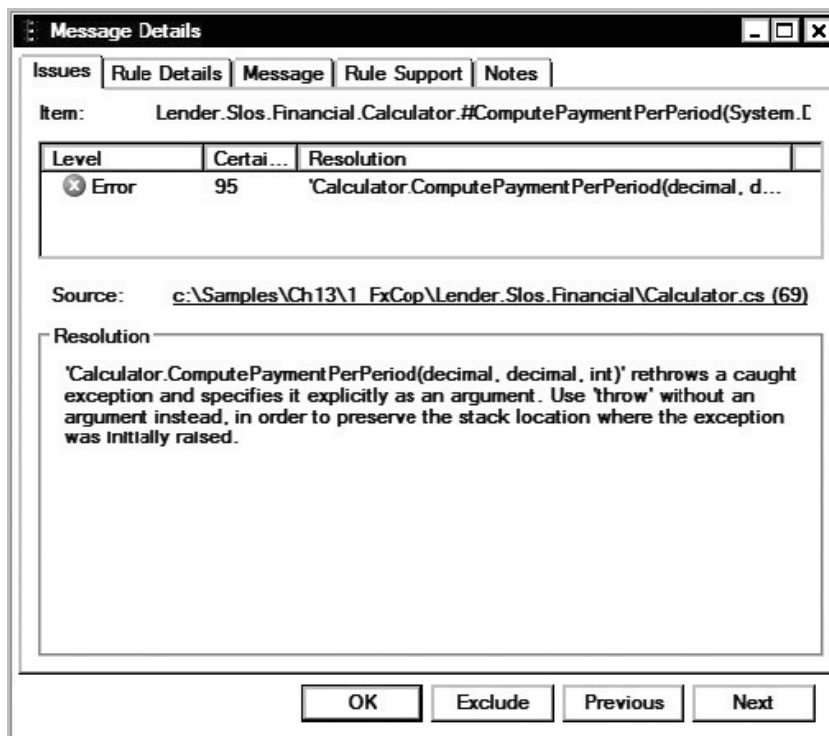 Message Details
Issues Rule Details Message Rule Support Notes
Item: Lender.Slos.Financial.Calculator.#ComputePaymentPerPeriod(System.D
Level Certai... Resolution
Error 95 'Calculator.ComputePaymentPerPeriod(decimal, d...
Source: c:\Samples\Ch13\1_FxCop\Lender.Slos.Financial\Calculator.cs (69)
Resolution
'Calculator.ComputePaymentPerPeriod(decimal, decimal, int)' rethrows a caught
exception and specifies it explicitly as an argument. Use 'throw' without an
argument instead, in order to preserve the stack location where the exception
was initially raised.
OK Exclude Previous Next